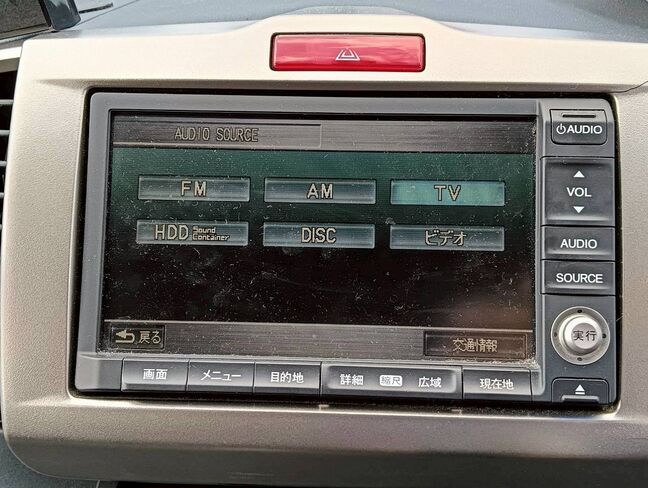 AUDIO SOURCE
FM AM TV
HDD Sound Container DISC ビデオ
戻る 交通情報
AUDIO
VOL
AUDIO
SOURCE
実行
画面 メニュー 目的地 詳細 縮尺 広域 現在地